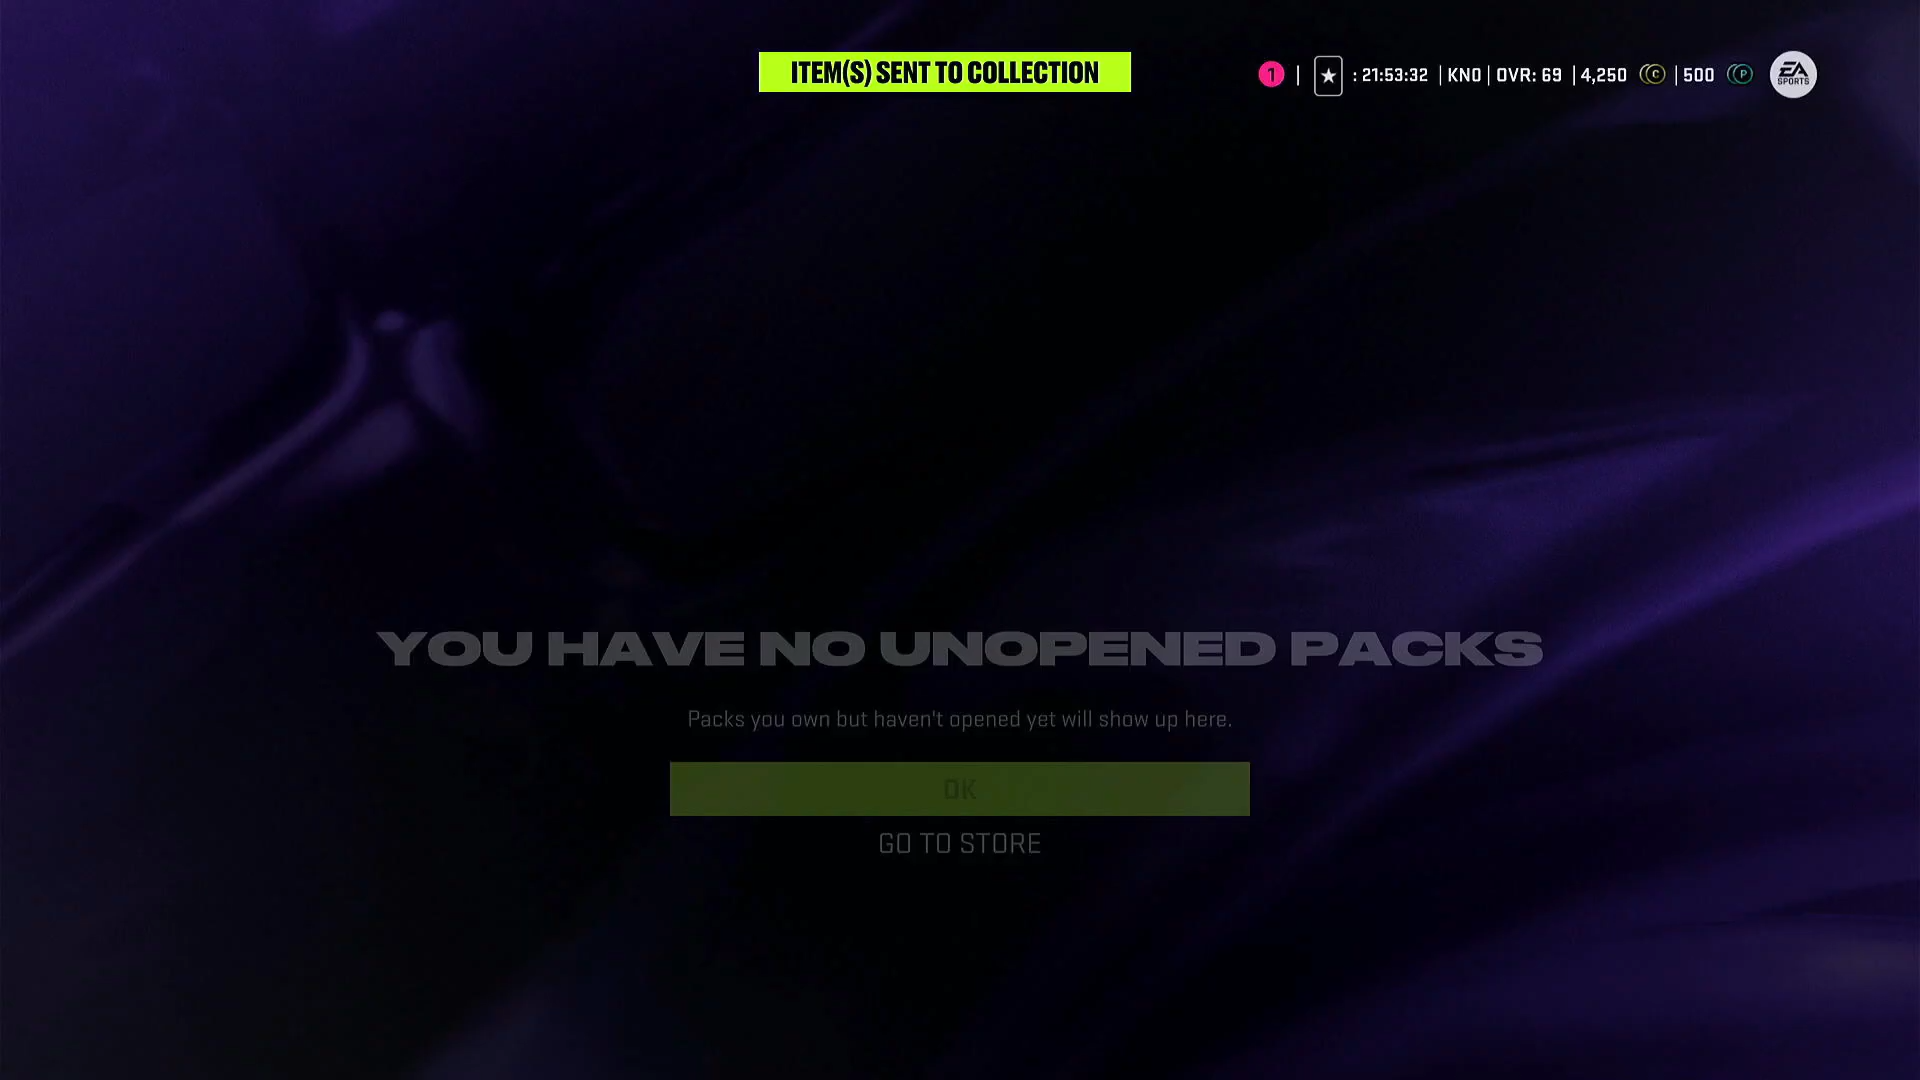 ITEM(S) SENT TO COLLECTION
1 | ★ : 21:53:32 | KNO | OVR: 69 | 4,250 C | 500 P EA SPORTS
YOU HAVE NO UNOPENED PACKS
Packs you own but haven't opened yet will show up here.
OK
GO TO STORE